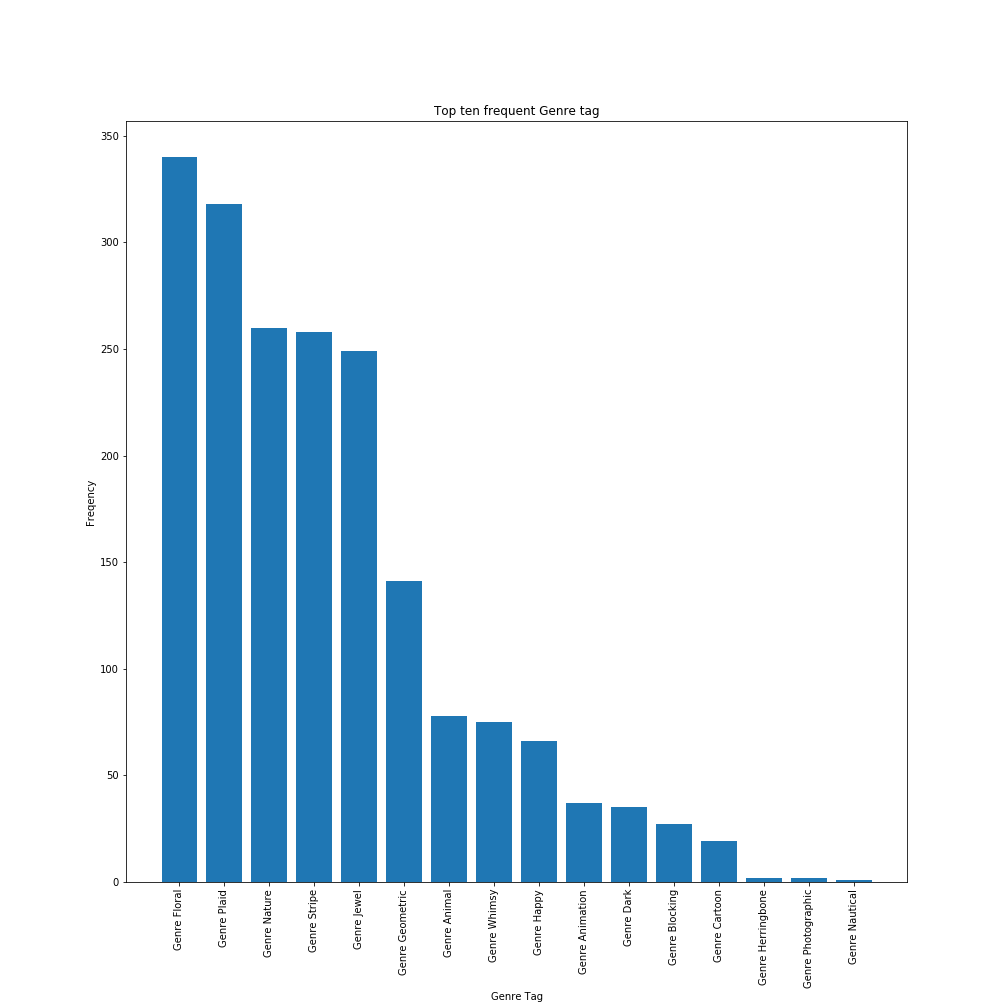 Top ten frequent Genre tag
350
300
250
200
150
100
50
0
Freqency
Genre Floral
Genre Plaid
Genre Nature
Genre Stripe
Genre Jewel
Genre Geometric
Genre Animal
Genre Whimsy
Genre Happy
Genre Animation
Genre Dark
Genre Blocking
Genre Cartoon
Genre Herringbone
Genre Photographic
Genre Nautical
Genre Tag